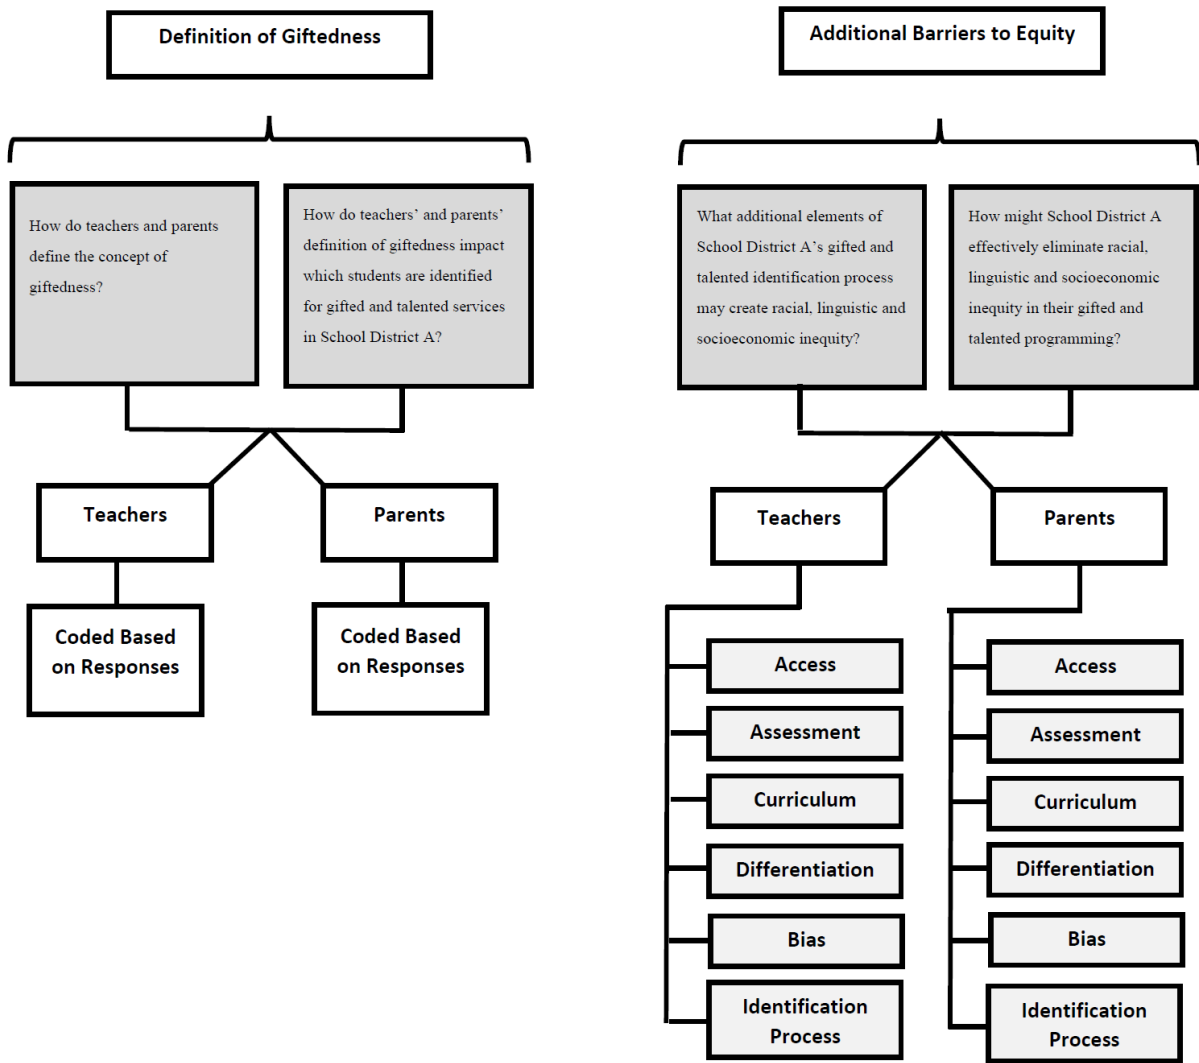 Definition of Giftedness
How do teachers and parents
define the concept of
giftedness?
How do teachers’ and parents’
definition of giftedness impact
which students are identified
for gifted and talented services
in School District A?
Teachers
Parents
Coded Based
on Responses
Coded Based
on Responses
Additional Barriers to Equity
What additional elements of
School District A’s gifted and
talented identification process
may create racial, linguistic and
socioeconomic inequity?
How might School District A
effectively eliminate racial,
linguistic and socioeconomic
inequity in their gifted and
talented programming?
Teachers
Access
Assessment
Curriculum
Differentiation
Bias
Identification
Process
Parents
Access
Assessment
Curriculum
Differentiation
Bias
Identification
Process